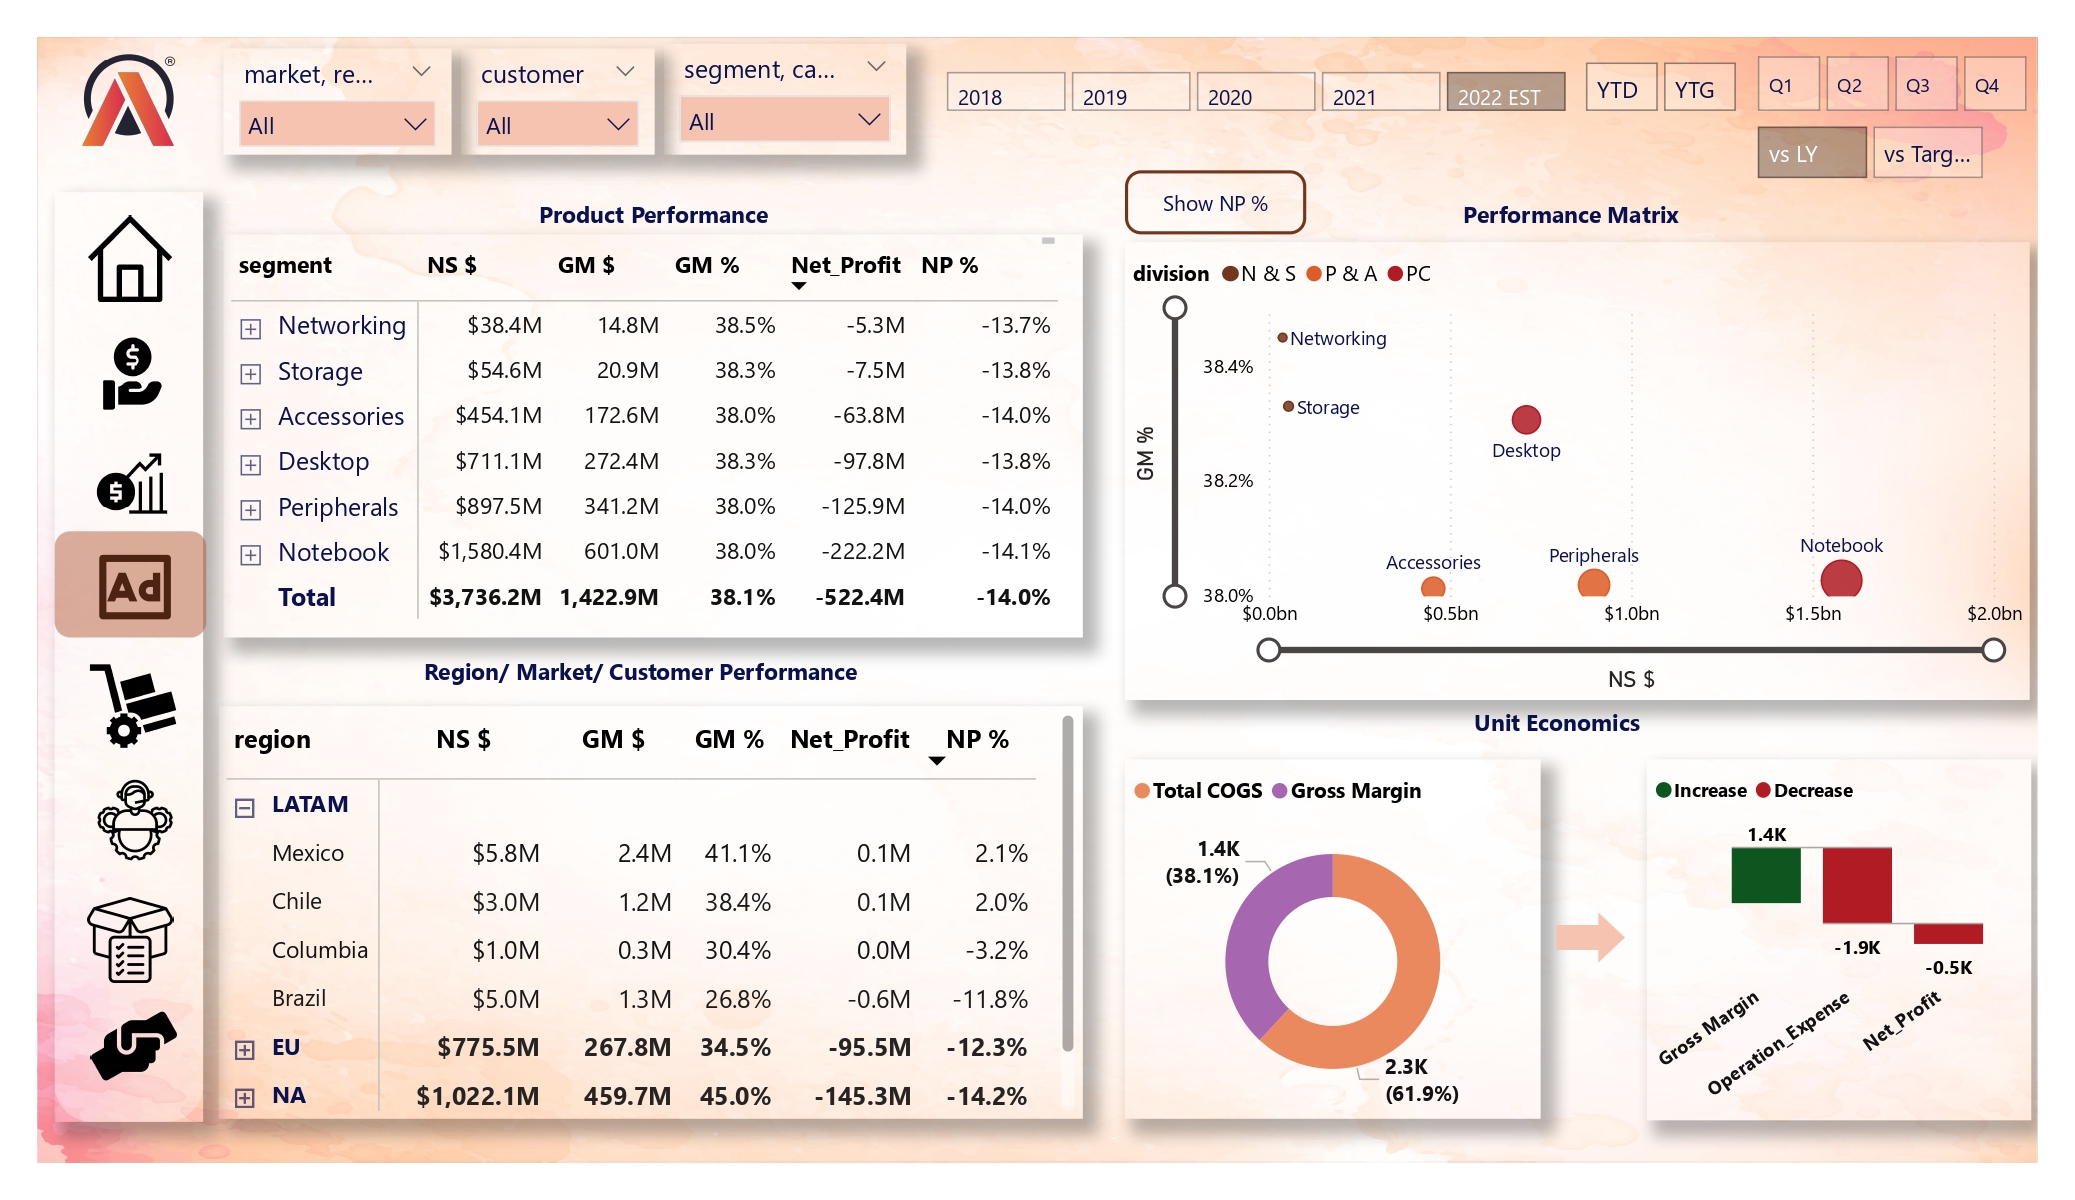 ®
market, re...
All
customer
All
segment, ca...
All
2018
2019
2020
2021
2022 EST
YTD
YTG
Q1
Q2
Q3
Q4
vs LY
vs Targ...
Ad
Product Performance
segment NS $ GM $ GM % Net_Profit NP %
Networking $38.4M 14.8M 38.5% -5.3M -13.7%
Storage $54.6M 20.9M 38.3% -7.5M -13.8%
Accessories $454.1M 172.6M 38.0% -63.8M -14.0%
Desktop $711.1M 272.4M 38.3% -97.8M -13.8%
Peripherals $897.5M 341.2M 38.0% -125.9M -14.0%
Notebook $1,580.4M 601.0M 38.0% -222.2M -14.1%
Total $3,736.2M 1,422.9M 38.1% -522.4M -14.0%
Region/ Market/ Customer Performance
region NS $ GM $ GM % Net_Profit NP %
LATAM
Mexico $5.8M 2.4M 41.1% 0.1M 2.1%
Chile $3.0M 1.2M 38.4% 0.1M 2.0%
Columbia $1.0M 0.3M 30.4% 0.0M -3.2%
Brazil $5.0M 1.3M 26.8% -0.6M -11.8%
EU $775.5M 267.8M 34.5% -95.5M -12.3%
NA $1,022.1M 459.7M 45.0% -145.3M -14.2%
Show NP %
Performance Matrix
division N & S P & A PC
GM %
38.4%
38.2%
38.0%
Networking
Storage
Desktop
Accessories
Peripherals
Notebook
$0.0bn $0.5bn $1.0bn $1.5bn $2.0bn
NS $
Unit Economics
Total COGS Gross Margin
1.4K
(38.1%)
2.3K
(61.9%)
Increase Decrease
1.4K
-1.9K
-0.5K
Gross Margin
Operation_Expense
Net_Profit